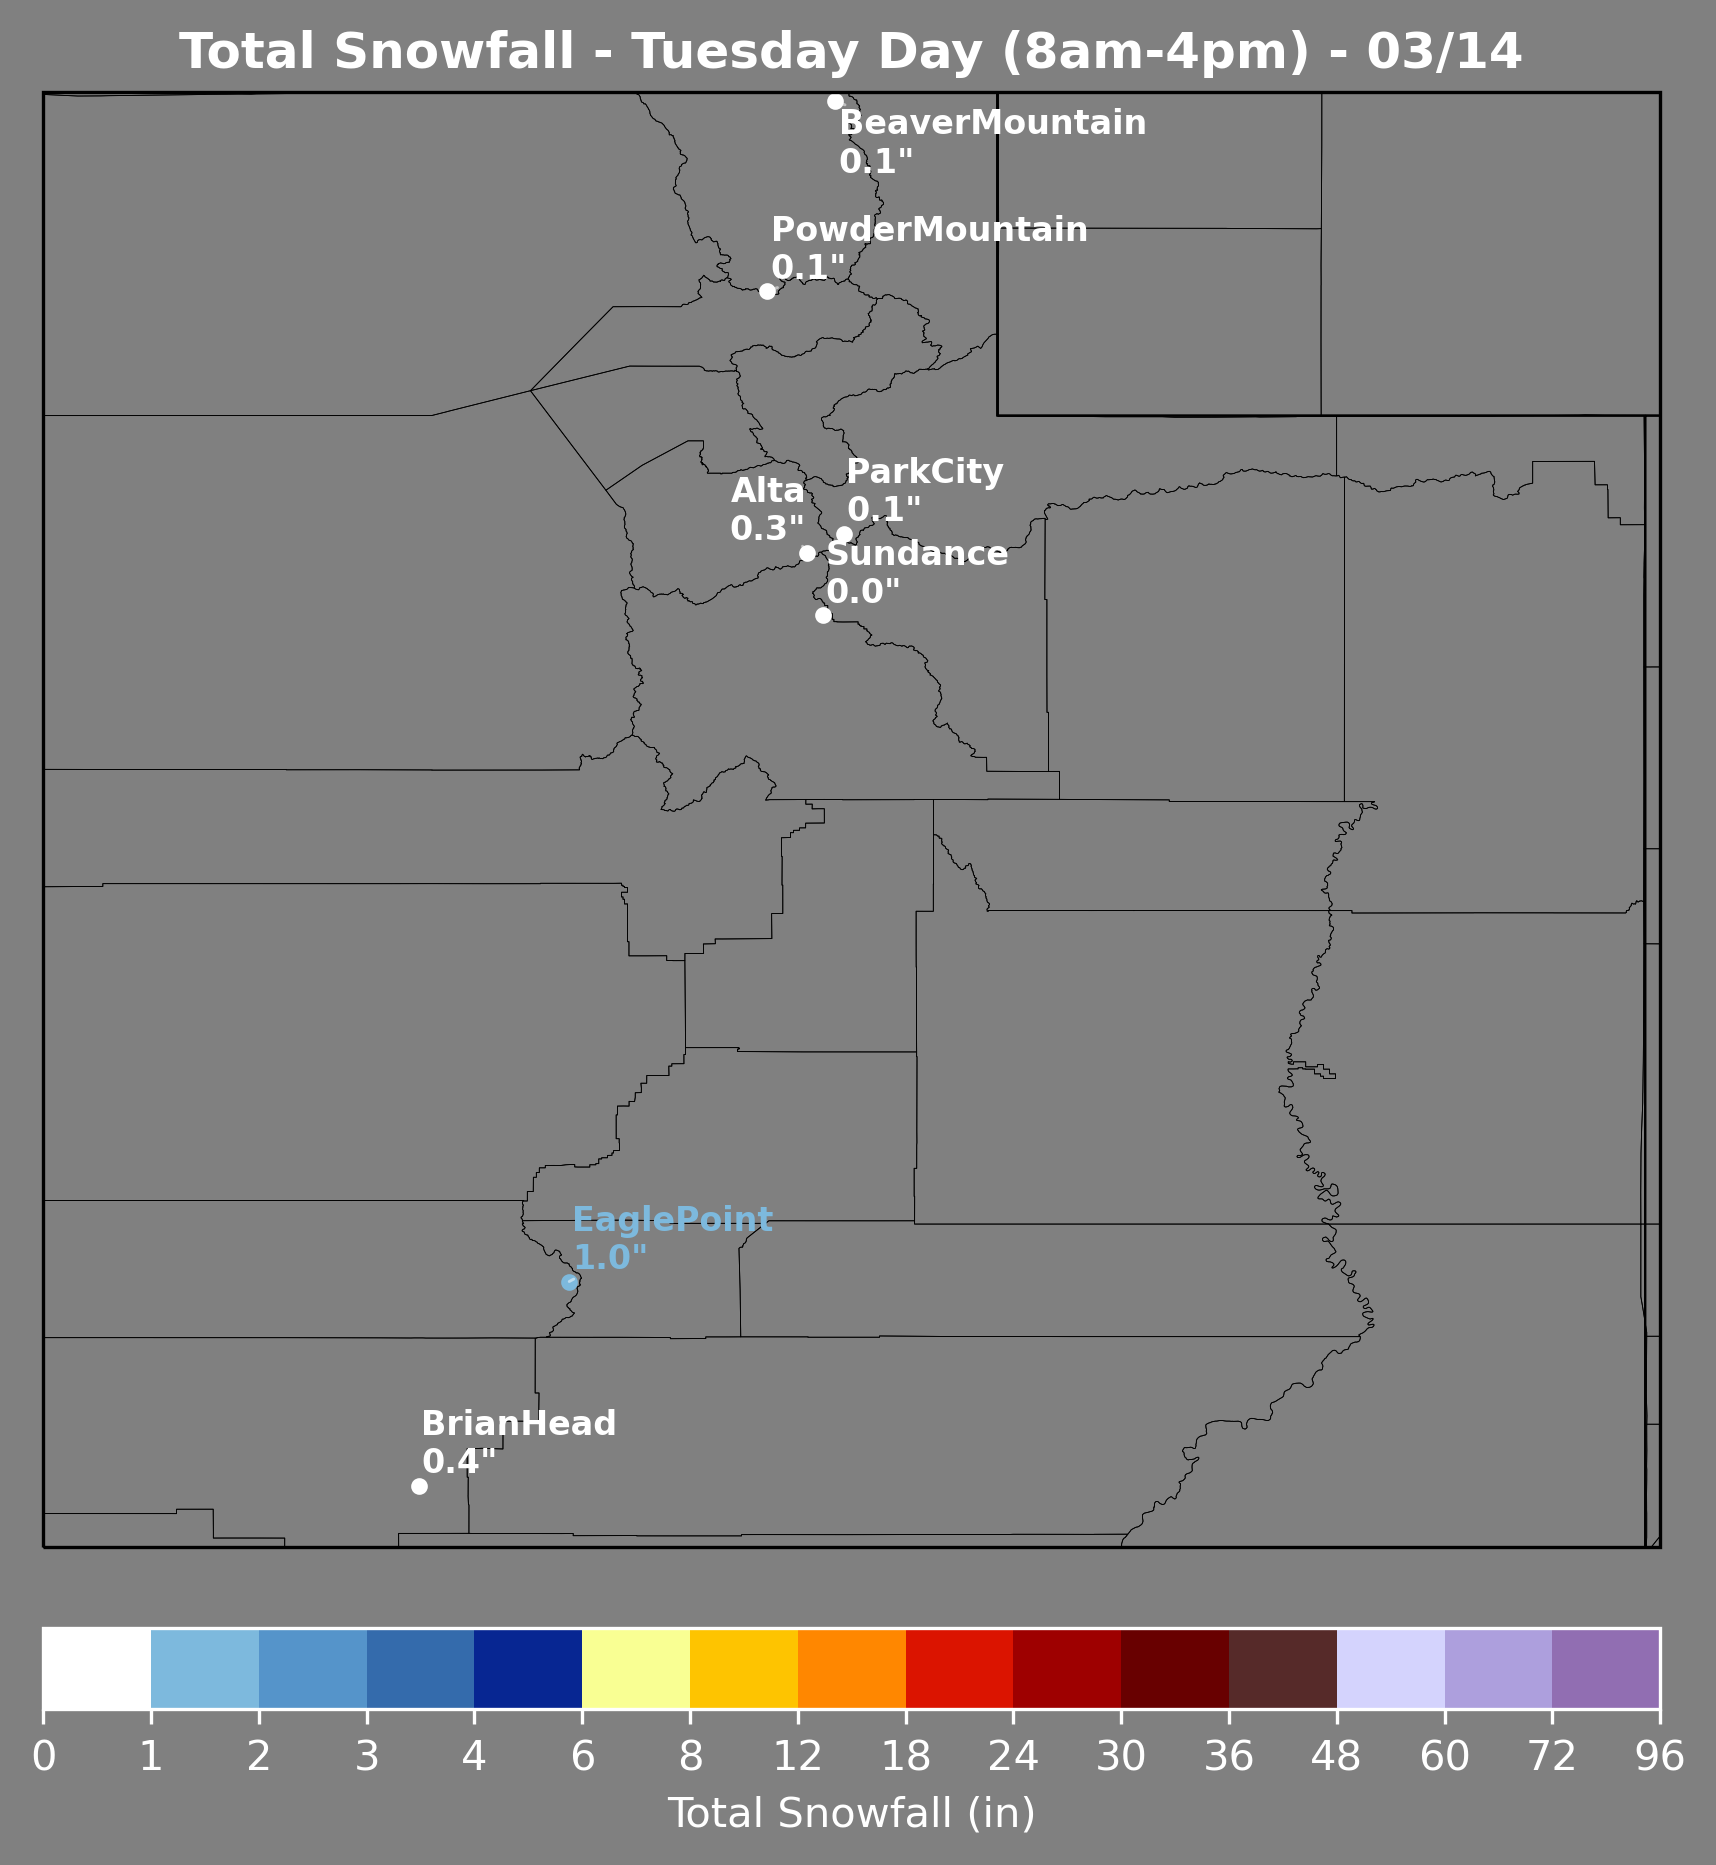 Total Snowfall - Tuesday Day (8am-4pm) - 03/14
BeaverMountain
0.1"
PowderMountain
0.1"
ParkCity
0.1"
Alta
0.3"
Sundance
0.0"
EaglePoint
1.0"
BrianHead
0.4"
0 1 2 3 4 6 8 12 18 24 30 36 48 60 72 96
Total Snowfall (in)